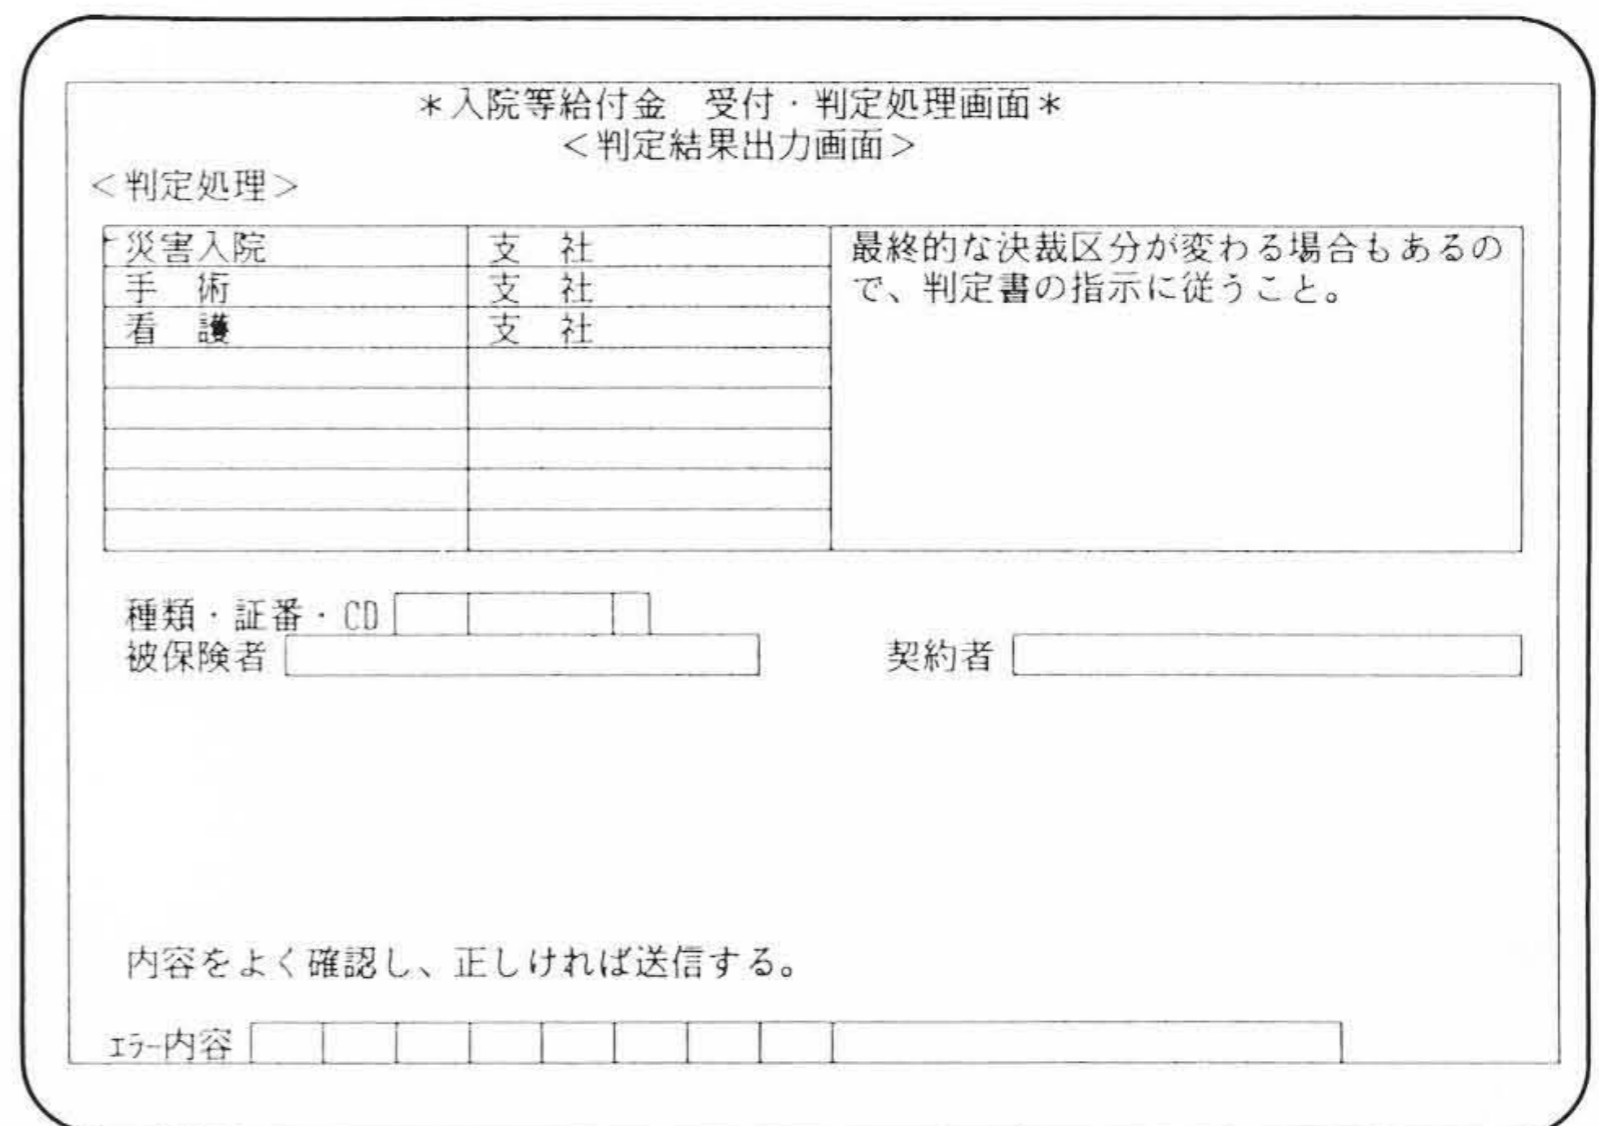 *入院等給付金　受付・判定処理画面*
<判定結果出力画面>
<判定処理>
災害入院　支　社　最終的な決裁区分が変わる場合もあるの
手　術　支　社　で、判定書の指示に従うこと。
看　護　支　社
種類・証番・CD
被保険者　契約者
内容をよく確認し、正しければ送信する。
ｴﾗｰ内容